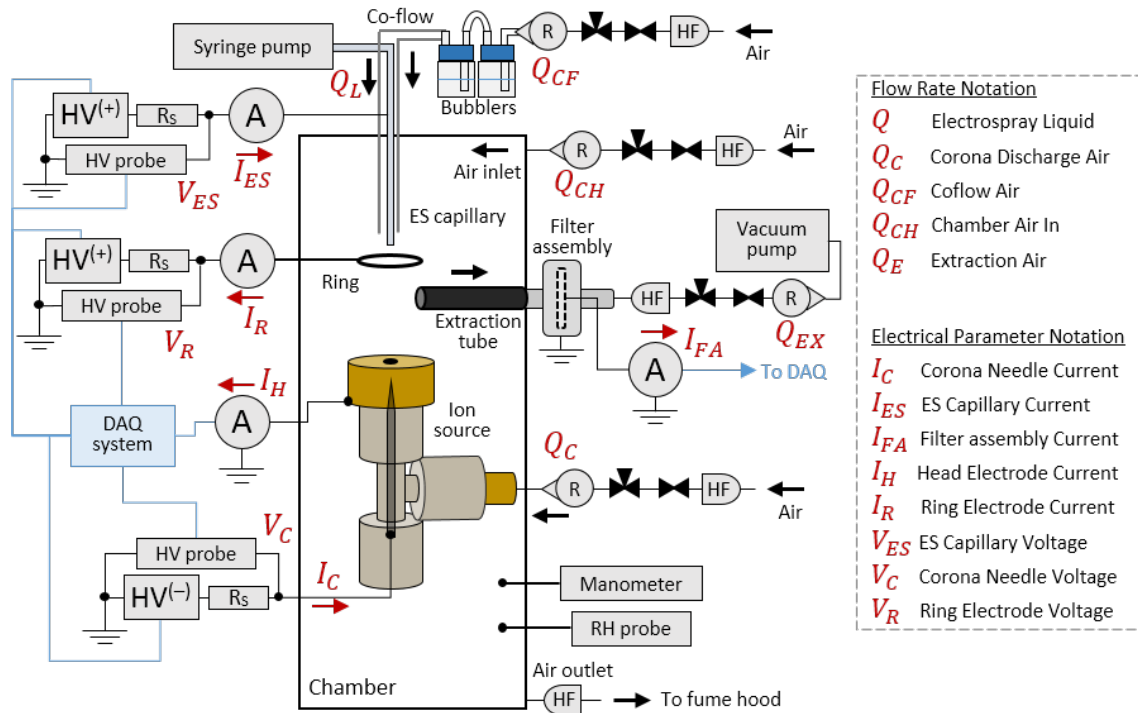 Co-flow
Syringe pump
Q_L
Bubblers
R
Q_CF
HF
Air
HV(+)
R_S
A
HV probe
V_ES
I_ES
Air inlet
R
Q_CH
HF
Air
ES capillary
Filter
assembly
Vacuum
pump
HV(+)
R_S
A
HV probe
V_R
I_R
Ring
Extraction
tube
HF
R
Q_EX
I_FA
A
To DAQ
I_H
A
DAQ
system
Ion
source
Q_C
R
HF
Air
V_C
HV probe
HV(−)
R_S
I_C
Manometer
RH probe
Air outlet
HF
To fume hood
Chamber
Flow Rate Notation
Q Electrospray Liquid
Q_C Corona Discharge Air
Q_CF Coflow Air
Q_CH Chamber Air In
Q_E Extraction Air
Electrical Parameter Notation
I_C Corona Needle Current
I_ES ES Capillary Current
I_FA Filter assembly Current
I_H Head Electrode Current
I_R Ring Electrode Current
V_ES ES Capillary Voltage
V_C Corona Needle Voltage
V_R Ring Electrode Voltage